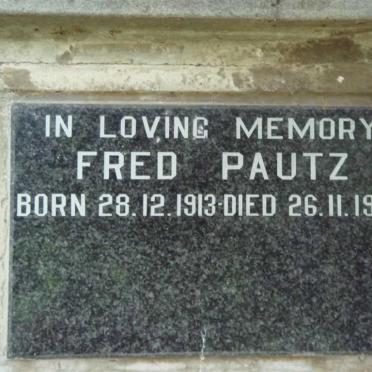 IN LOVING MEMORY
FRED PAUTZ
BORN 28.12.1913-DIED 26.11.19